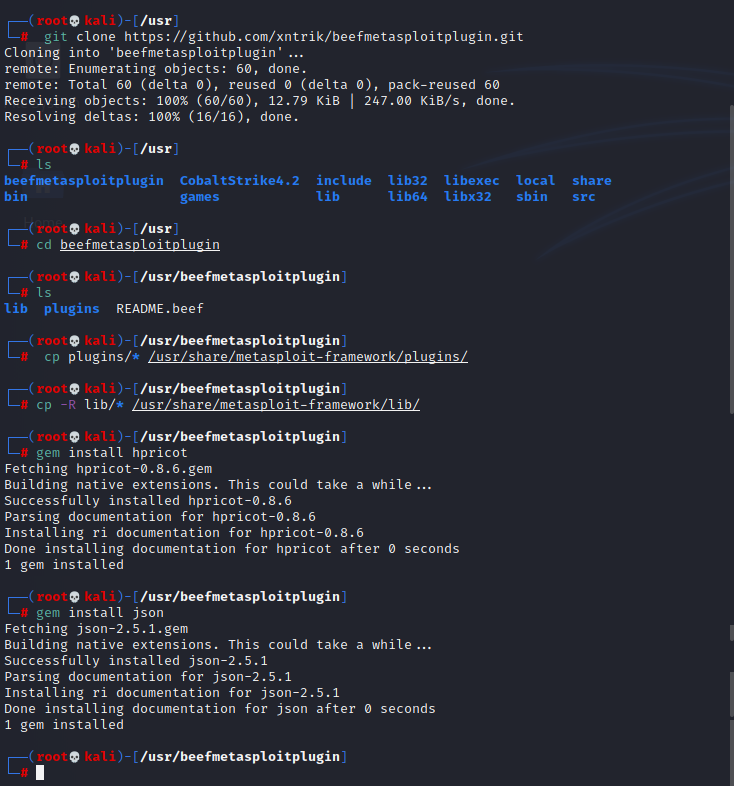 ┌──(root💀kali)-[/usr]
└─# git clone https://github.com/xntrik/beefmetasploitplugin.git
Cloning into 'beefmetasploitplugin'...
remote: Enumerating objects: 60, done.
remote: Total 60 (delta 0), reused 0 (delta 0), pack-reused 60
Receiving objects: 100% (60/60), 12.79 KiB | 247.00 KiB/s, done.
Resolving deltas: 100% (16/16), done.
┌──(root💀kali)-[/usr]
└─# ls
beefmetasploitplugin CobaltStrike4.2 include lib32 libexec local share
bin games lib lib64 libx32 sbin src
┌──(root💀kali)-[/usr]
└─# cd beefmetasploitplugin
┌──(root💀kali)-[/usr/beefmetasploitplugin]
└─# ls
lib plugins README.beef
┌──(root💀kali)-[/usr/beefmetasploitplugin]
└─# cp plugins/* /usr/share/metasploit-framework/plugins/
┌──(root💀kali)-[/usr/beefmetasploitplugin]
└─# cp -R lib/* /usr/share/metasploit-framework/lib/
┌──(root💀kali)-[/usr/beefmetasploitplugin]
└─# gem install hpricot
Fetching hpricot-0.8.6.gem
Building native extensions. This could take a while...
Successfully installed hpricot-0.8.6
Parsing documentation for hpricot-0.8.6
Installing ri documentation for hpricot-0.8.6
Done installing documentation for hpricot after 0 seconds
1 gem installed
┌──(root💀kali)-[/usr/beefmetasploitplugin]
└─# gem install json
Fetching json-2.5.1.gem
Building native extensions. This could take a while...
Successfully installed json-2.5.1
Parsing documentation for json-2.5.1
Installing ri documentation for json-2.5.1
Done installing documentation for json after 0 seconds
1 gem installed
┌──(root💀kali)-[/usr/beefmetasploitplugin]
└─#